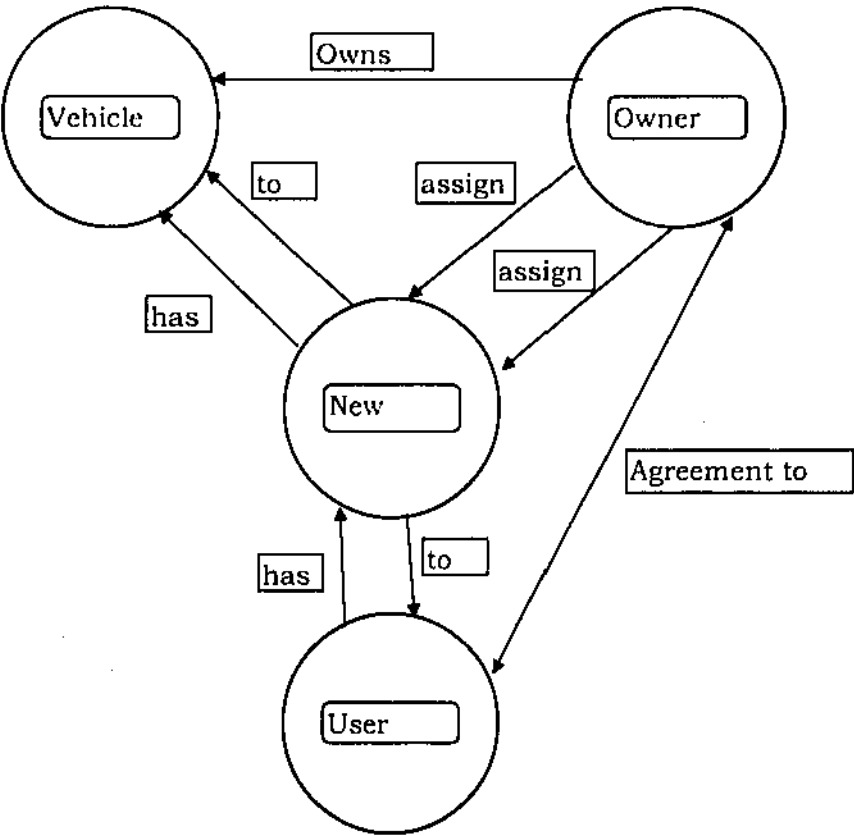 Owns
Vehicle
Owner
to
assign
assign
has
New
Agreement to
has
to
User